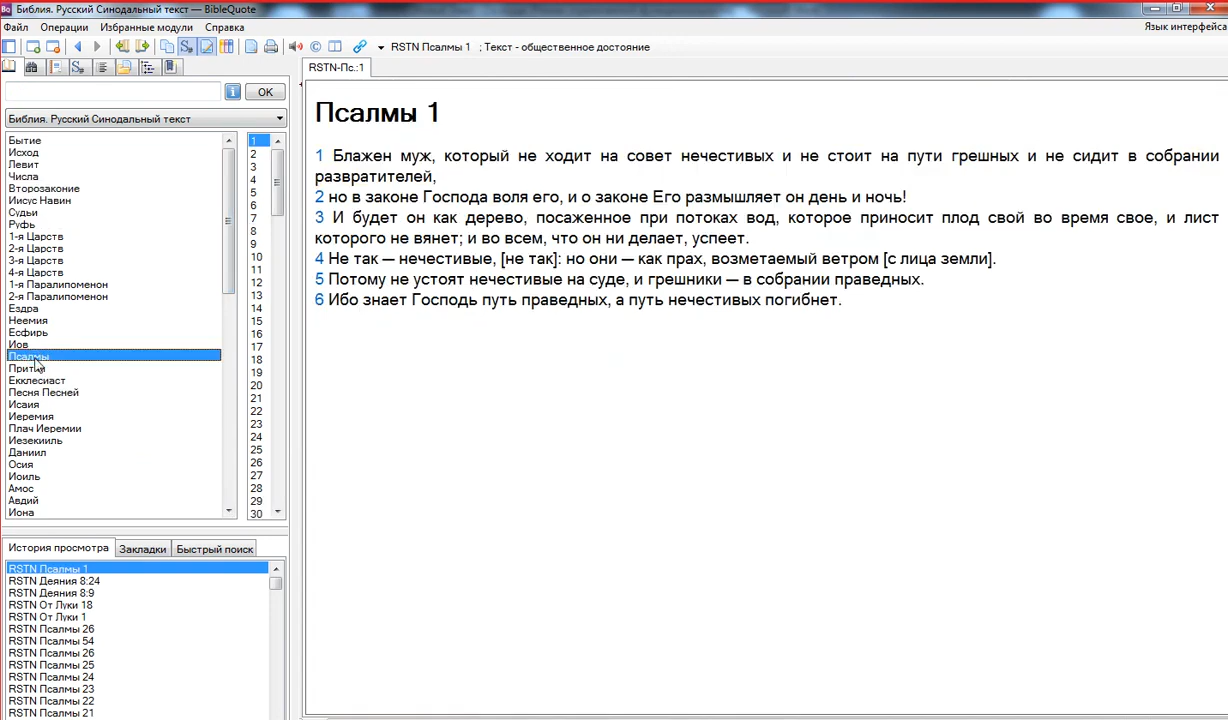 Библия. Русский Синодальный текст — BibleQuote
Файл Операции Избранные модули Справка
Язык интерфейса
RSTN Псалмы 1 ; Текст - общественное достояние
RSTN-Пс.:1
OK
Библия. Русский Синодальный текст
Бытие
Исход
Левит
Числа
Второзаконие
Иисус Навин
Судьи
Руфь
1-я Царств
2-я Царств
3-я Царств
4-я Царств
1-я Паралипоменон
2-я Паралипоменон
Ездра
Неемия
Есфирь
Иов
Псалмы
Екклесиаст
Песня Песней
Исаия
Иеремия
Плач Иеремии
Иезекииль
Даниил
Осия
Иоиль
Амос
Авдий
Иона
1
2
3
4
5
6
7
8
9
10
11
12
13
14
15
16
17
18
19
20
21
22
23
24
25
26
27
28
29
30
Псалмы 1
1 Блажен муж, который не ходит на совет нечестивых и не стоит на пути грешных и не сидит в собрании
развратителей,
2 но в законе Господа воля его, и о законе Его размышляет он день и ночь!
3 И будет он как дерево, посаженное при потоках вод, которое приносит плод свой во время свое, и лист
которого не вянет; и во всем, что он ни делает, успеет.
4 Не так — нечестивые, [не так]: но они — как прах, возметаемый ветром [с лица земли].
5 Потому не устоят нечестивые на суде, и грешники — в собрании праведных.
6 Ибо знает Господь путь праведных, а путь нечестивых погибнет.
История просмотра Закладки Быстрый поиск
RSTN Псалмы 1
RSTN Деяния 8:24
RSTN Деяния 8:9
RSTN От Луки 18
RSTN От Луки 1
RSTN Псалмы 26
RSTN Псалмы 54
RSTN Псалмы 26
RSTN Псалмы 25
RSTN Псалмы 24
RSTN Псалмы 23
RSTN Псалмы 22
RSTN Псалмы 21